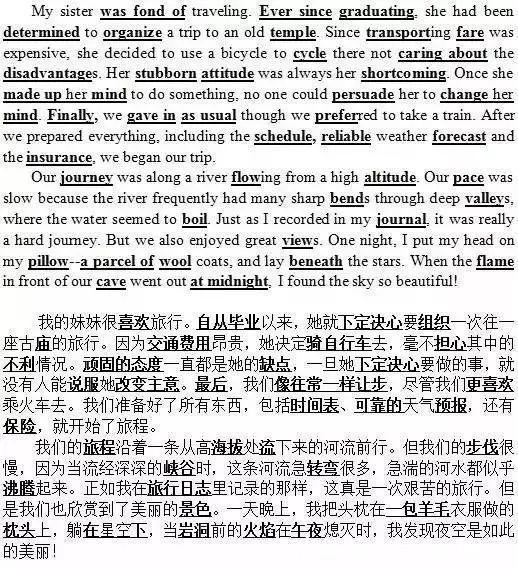 My sister was fond of traveling. Ever since graduating, she had been
determined to organize a trip to an old temple. Since transporting fare was
expensive, she decided to use a bicycle to cycle there not caring about the
disadvantages. Her stubborn attitude was always her shortcoming. Once she
made up her mind to do something, no one could persuade her to change her
mind. Finally, we gave in as usual though we preferred to take a train. After
we prepared everything, including the schedule, reliable weather forecast and
the insurance, we began our trip.
Our journey was along a river flowing from a high altitude. Our pace was
slow because the river frequently had many sharp bends through deep valleys,
where the water seemed to boil. Just as I recorded in my journal, it was really
a hard journey. But we also enjoyed great views. One night, I put my head on
my pillow--a parcel of wool coats, and lay beneath the stars. When the flame
in front of our cave went out at midnight, I found the sky so beautiful!
我的妹妹很喜欢旅行。自从毕业以来，她就下定决心要组织一次往一
座古庙的旅行。因为交通费用昂贵，她决定骑自行车去，毫不担心其中的
不利情况。顽固的态度一直都是她的缺点，一旦她下定决心要做的事，就
没有人能说服她改变主意。最后，我们像往常一样让步，尽管我们更喜欢
乘火车去。我们准备好了所有东西，包括时间表、可靠的天气预报，还有
保险，就开始了旅程。
我们的旅程沿着一条从高海拔处流下来的河流前行。但我们的步伐很
慢，因为当流经深深的峡谷时，这条河流急转弯很多，急湍的河水都似乎
沸腾起来。正如我在旅行日志里记录的那样，这真是一次艰苦的旅行。但
是我们也欣赏到了美丽的景色。一天晚上，我把头枕在一包羊毛衣服做的
枕头上，躺在星空下，当岩洞前的火焰在午夜熄灭时，我发现夜空是如此
的美丽！